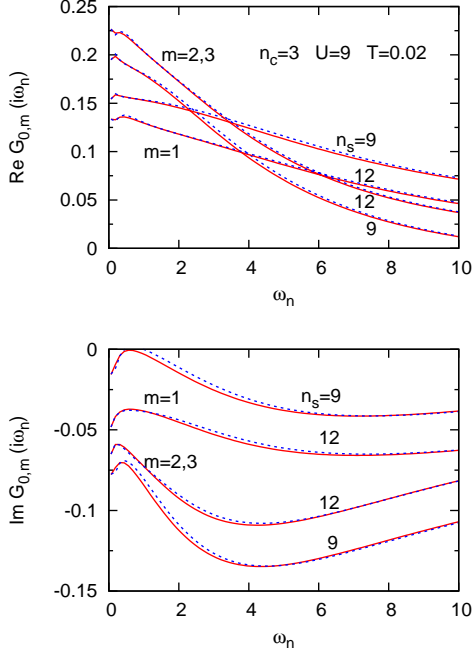 0.25
0.2
0.15
0.1
0.05
0
Re G0,m (iωn)
m=2,3
nc=3 U=9 T=0.02
m=1
ns=9
12
12
9
0 2 4 6 8 10
ωn
0
-0.05
-0.1
-0.15
Im G0,m (iωn)
ns=9
m=1
12
m=2,3
12
9
0 2 4 6 8 10
ωn